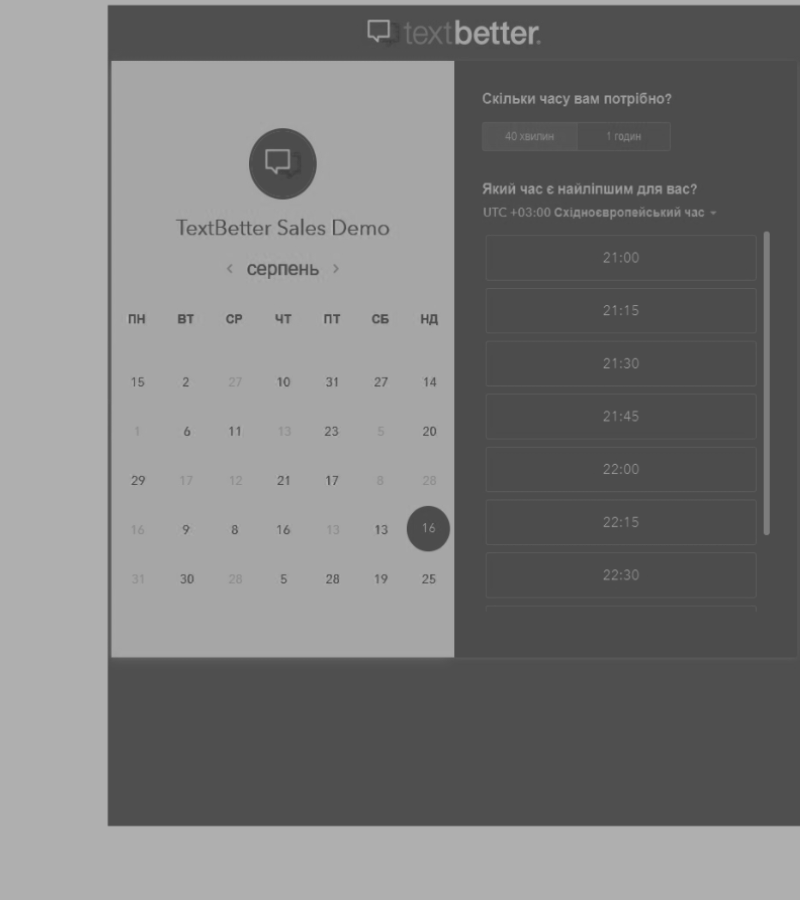 textbetter.
TextBetter Sales Demo
‹ серпень ›
ПН ВТ СР ЧТ ПТ СБ НД
15 2 27 10 31 27 14
1 6 11 13 23 5 20
29 17 12 21 17 8 28
16 9 8 16 13 13 16
31 30 28 5 28 19 25
Скільки часу вам потрібно?
40 хвилин 1 годин
Який час є найліпшим для вас?
UTC +03:00 Східноєвропейський час
21:00
21:15
21:30
21:45
22:00
22:15
22:30